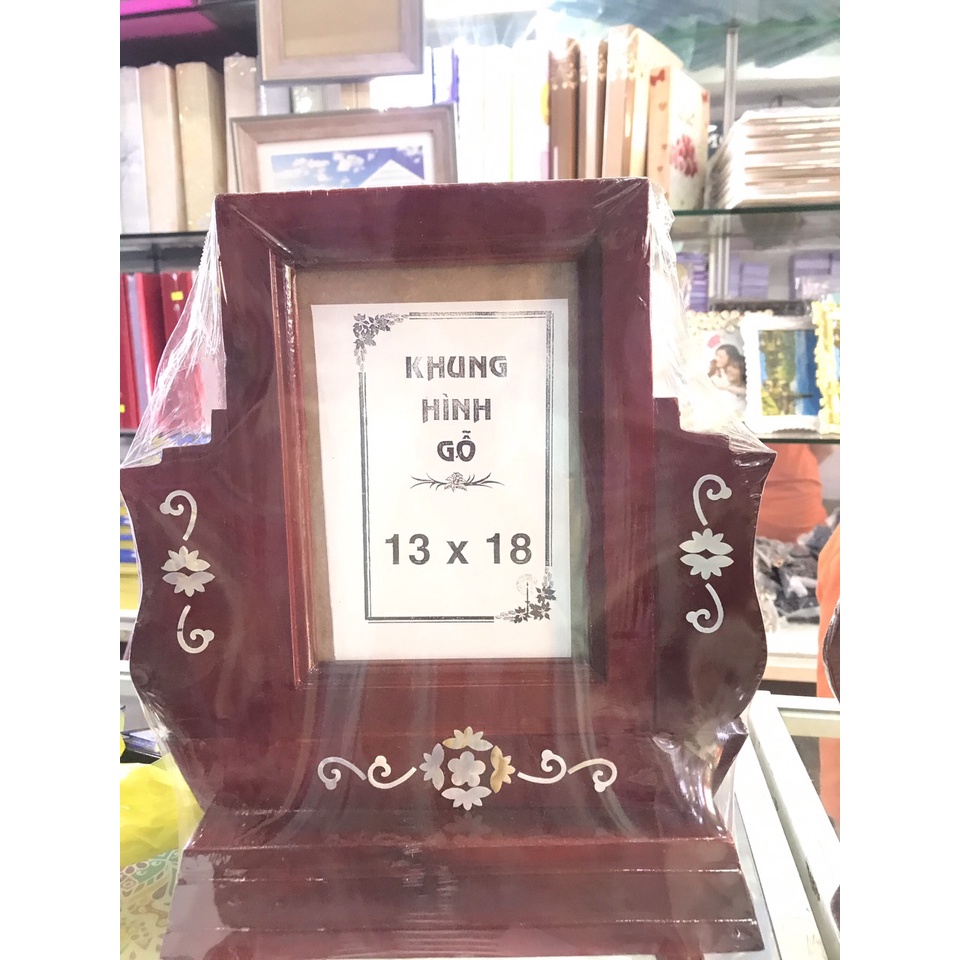 KHUNG
HÌNH
GỖ
13 x 18